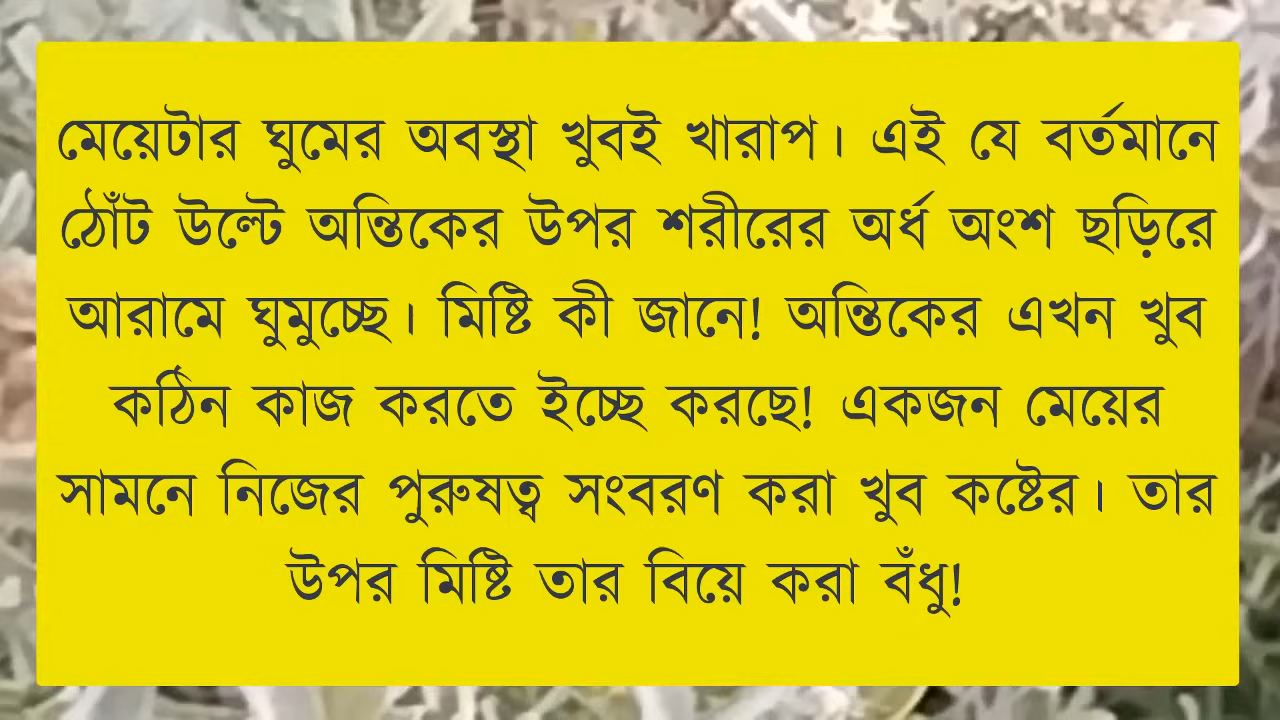 মেয়েটার ঘুমের অবস্থা খুবই খারাপ। এই যে বর্তমানে
ঠোঁট উল্টে অন্তিকের উপর শরীরের অর্ধ অংশ ছড়িরে
আরামে ঘুমুচ্ছে। মিষ্টি কী জানে! অন্তিকের এখন খুব
কঠিন কাজ করতে ইচ্ছে করছে! একজন মেয়ের
সামনে নিজের পুরুষত্ব সংবরণ করা খুব কষ্টের। তার
উপর মিষ্টি তার বিয়ে করা বঁধু!